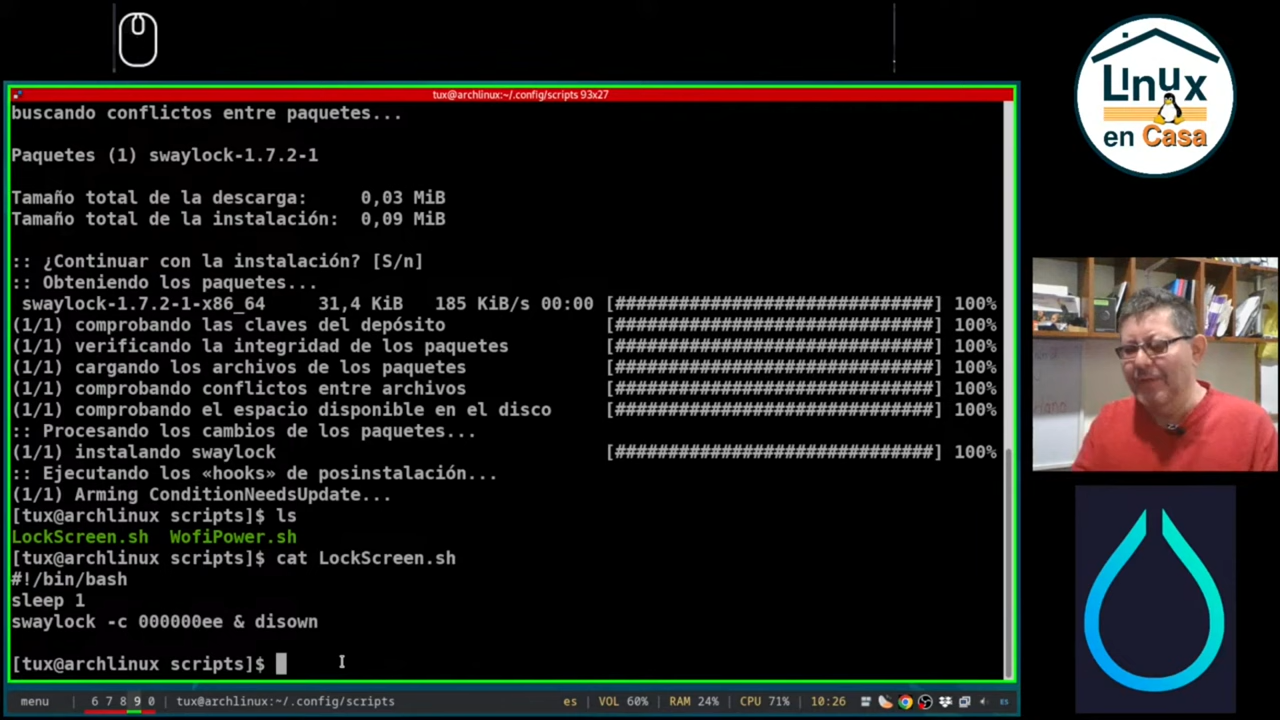 tux@archlinux:~/.config/scripts 93x27
buscando conflictos entre paquetes...
Paquetes (1) swaylock-1.7.2-1
Tamaño total de la descarga:     0,03 MiB
Tamaño total de la instalación:  0,09 MiB
:: ¿Continuar con la instalación? [S/n]
:: Obteniendo los paquetes...
swaylock-1.7.2-1-x86_64     31,4 KiB   185 KiB/s 00:00 [##############################] 100%
(1/1) comprobando las claves del depósito               [##############################] 100%
(1/1) verificando la integridad de los paquetes         [##############################] 100%
(1/1) cargando los archivos de los paquetes             [##############################] 100%
(1/1) comprobando conflictos entre archivos             [##############################] 100%
(1/1) comprobando el espacio disponible en el disco     [##############################] 100%
:: Procesando los cambios de los paquetes...
(1/1) instalando swaylock                               [##############################] 100%
:: Ejecutando los «hooks» de posinstalación...
(1/1) Arming ConditionNeedsUpdate...
[tux@archlinux scripts]$ ls
LockScreen.sh  WofiPower.sh
[tux@archlinux scripts]$ cat LockScreen.sh
#!/bin/bash
sleep 1
swaylock -c 000000ee & disown
[tux@archlinux scripts]$
menu 6 7 8 9 0 tux@archlinux:~/.config/scripts es VOL 60% RAM 24% CPU 71% 10:26 es
LInux
en Casa